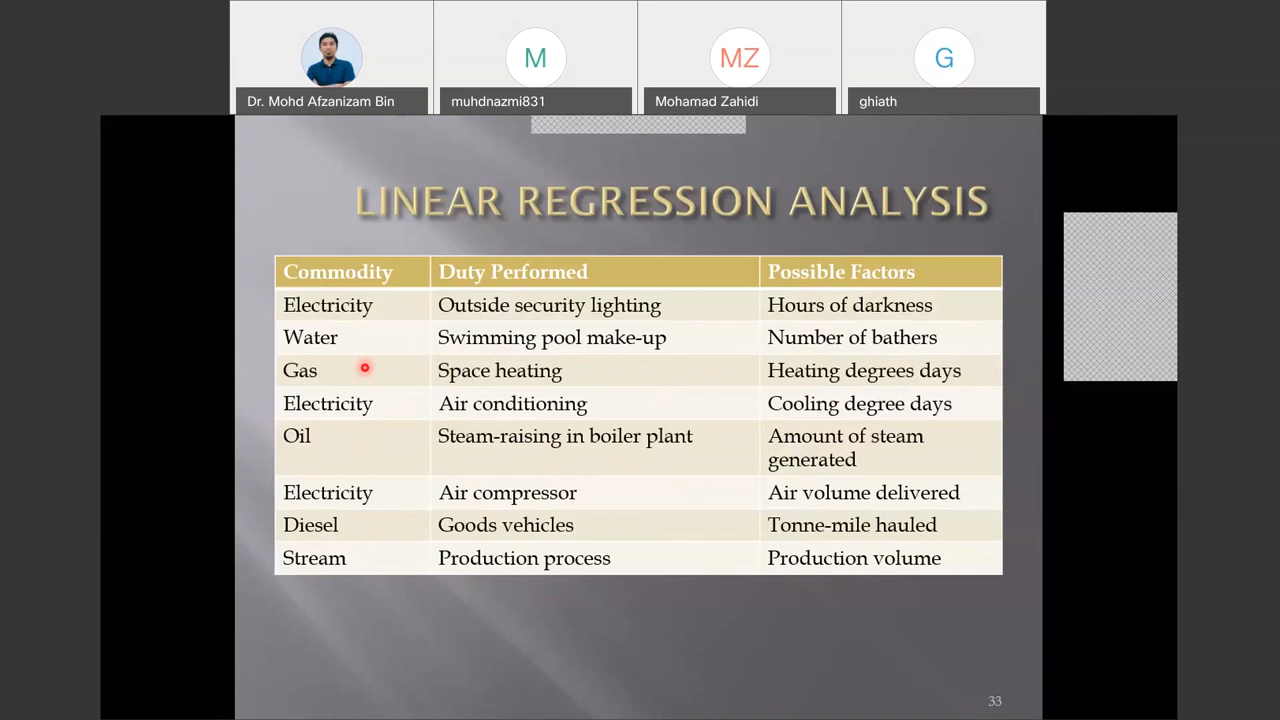 M
MZ
G
Dr. Mohd Afzanizam Bin
muhdnazmi831
Mohamad Zahidi
ghiath
LINEAR REGRESSION ANALYSIS
Commodity Duty Performed Possible Factors
Electricity Outside security lighting Hours of darkness
Water Swimming pool make-up Number of bathers
Gas Space heating Heating degrees days
Electricity Air conditioning Cooling degree days
Oil Steam-raising in boiler plant Amount of steam
generated
Electricity Air compressor Air volume delivered
Diesel Goods vehicles Tonne-mile hauled
Stream Production process Production volume
33